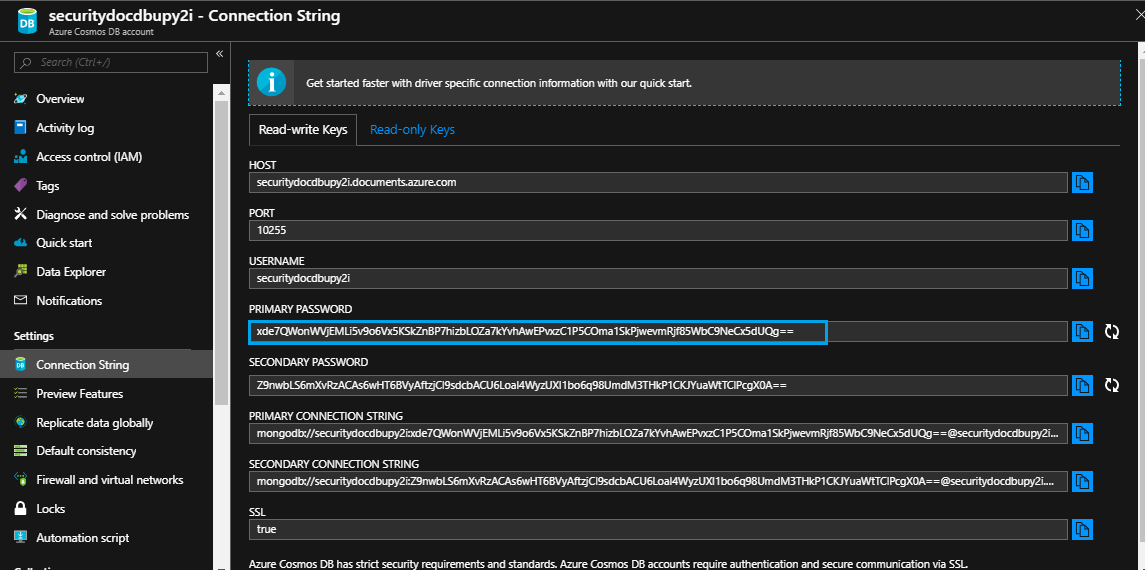 securitydocdbupy2i - Connection String
Azure Cosmos DB account
Search (Ctrl+/)
Overview
Activity log
Access control (IAM)
Tags
Diagnose and solve problems
Quick start
Data Explorer
Notifications
Settings
Connection String
Preview Features
Replicate data globally
Default consistency
Firewall and virtual networks
Locks
Automation script
Get started faster with driver specific connection information with our quick start.
Read-write Keys Read-only Keys
HOST
securitydocdbupy2i.documents.azure.com
PORT
10255
USERNAME
securitydocdbupy2i
PRIMARY PASSWORD
xde7QWonWVjEMLi5v9o6Vx5KSkZnBP7hizbLOZa7kYvhAwEPvxzC1P5COma1SkPjwevmRjf85WbC9NeCx5dUQg==
SECONDARY PASSWORD
Z9nwbLS6mXvRzACAs6wHT6BVyAftzjCl9sdcbACU6LoaI4WyzUXI1bo6q98UmdM3THkP1CKJYuaWtTClPcgX0A==
PRIMARY CONNECTION STRING
mongodb://securitydocdbupy2i:xde7QWonWVjEMLi5v9o6Vx5KSkZnBP7hizbLOZa7kYvhAwEPvxzC1P5COma1SkPjwevmRjf85WbC9NeCx5dUQg==@securitydocdbupy2i...
SECONDARY CONNECTION STRING
mongodb://securitydocdbupy2i:Z9nwbLS6mXvRzACAs6wHT6BVyAftzjCl9sdcbACU6LoaI4WyzUXI1bo6q98UmdM3THkP1CKJYuaWtTClPcgX0A==@securitydocdbupy2i....
SSL
true
Azure Cosmos DB has strict security requirements and standards. Azure Cosmos DB accounts require authentication and secure communication via SSL.